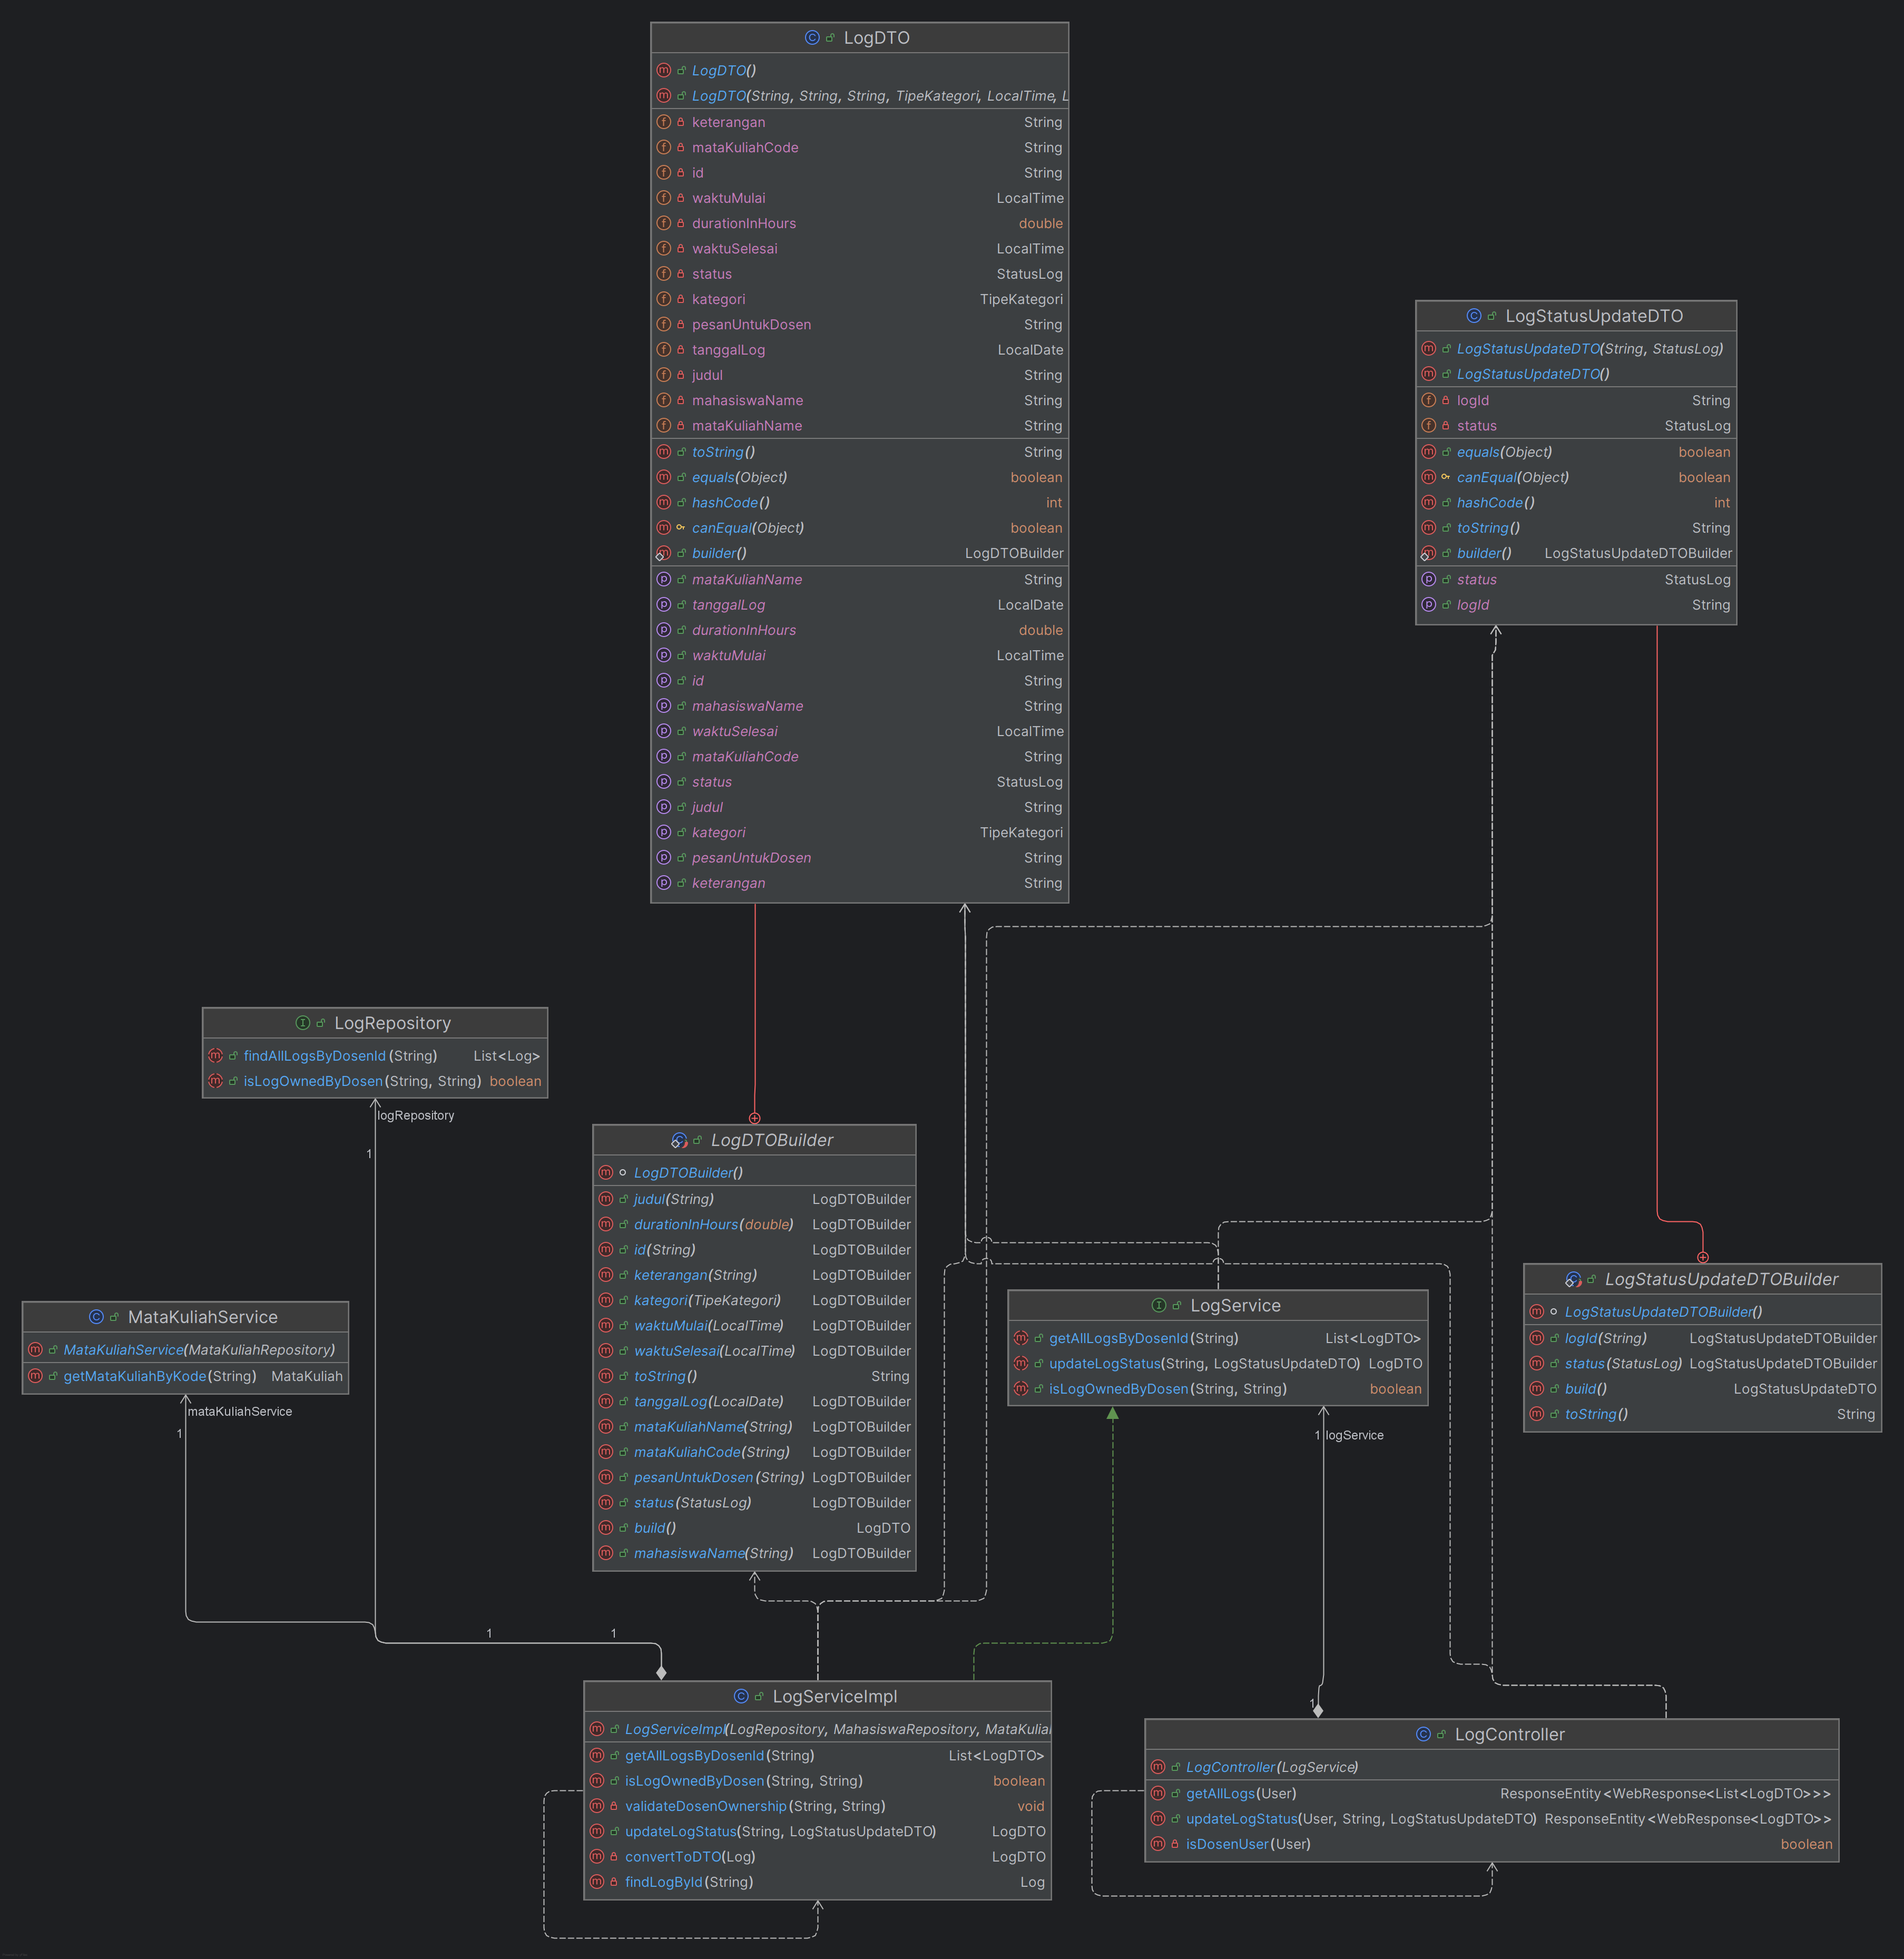 LogDTO
LogDTO()
LogDTO(String, String, String, TipeKategori, LocalTime, L
keterangan String
mataKuliahCode String
id String
waktuMulai LocalTime
durationInHours double
waktuSelesai LocalTime
status StatusLog
kategori TipeKategori
pesanUntukDosen String
tanggalLog LocalDate
judul String
mahasiswaName String
mataKuliahName String
toString() String
equals(Object) boolean
hashCode() int
canEqual(Object) boolean
builder() LogDTOBuilder
mataKuliahName String
tanggalLog LocalDate
durationInHours double
waktuMulai LocalTime
id String
mahasiswaName String
waktuSelesai LocalTime
mataKuliahCode String
status StatusLog
judul String
kategori TipeKategori
pesanUntukDosen String
keterangan String
LogStatusUpdateDTO
LogStatusUpdateDTO(String, StatusLog)
LogStatusUpdateDTO()
logId String
status StatusLog
equals(Object) boolean
canEqual(Object) boolean
hashCode() int
toString() String
builder() LogStatusUpdateDTOBuilder
status StatusLog
logId String
LogRepository
findAllLogsByDosenId(String) List<Log>
isLogOwnedByDosen(String, String) boolean
logRepository
1
LogDTOBuilder
LogDTOBuilder()
judul(String) LogDTOBuilder
durationInHours(double) LogDTOBuilder
id(String) LogDTOBuilder
keterangan(String) LogDTOBuilder
kategori(TipeKategori) LogDTOBuilder
waktuMulai(LocalTime) LogDTOBuilder
waktuSelesai(LocalTime) LogDTOBuilder
toString() String
tanggalLog(LocalDate) LogDTOBuilder
mataKuliahName(String) LogDTOBuilder
mataKuliahCode(String) LogDTOBuilder
pesanUntukDosen(String) LogDTOBuilder
status(StatusLog) LogDTOBuilder
build() LogDTO
mahasiswaName(String) LogDTOBuilder
MataKuliahService
MataKuliahService(MataKuliahRepository)
getMataKuliahByKode(String) MataKuliah
mataKuliahService
1
LogService
getAllLogsByDosenId(String) List<LogDTO>
updateLogStatus(String, LogStatusUpdateDTO) LogDTO
isLogOwnedByDosen(String, String) boolean
1 logService
LogStatusUpdateDTOBuilder
LogStatusUpdateDTOBuilder()
logId(String) LogStatusUpdateDTOBuilder
status(StatusLog) LogStatusUpdateDTOBuilder
build() LogStatusUpdateDTO
toString() String
1 1
LogServiceImpl
LogServiceImpl(LogRepository, MahasiswaRepository, MataKulia
getAllLogsByDosenId(String) List<LogDTO>
isLogOwnedByDosen(String, String) boolean
validateDosenOwnership(String, String) void
updateLogStatus(String, LogStatusUpdateDTO) LogDTO
convertToDTO(Log) LogDTO
findLogById(String) Log
1
LogController
LogController(LogService)
getAllLogs(User) ResponseEntity<WebResponse<List<LogDTO>>>
updateLogStatus(User, String, LogStatusUpdateDTO) ResponseEntity<WebResponse<LogDTO>>
isDosenUser(User) boolean